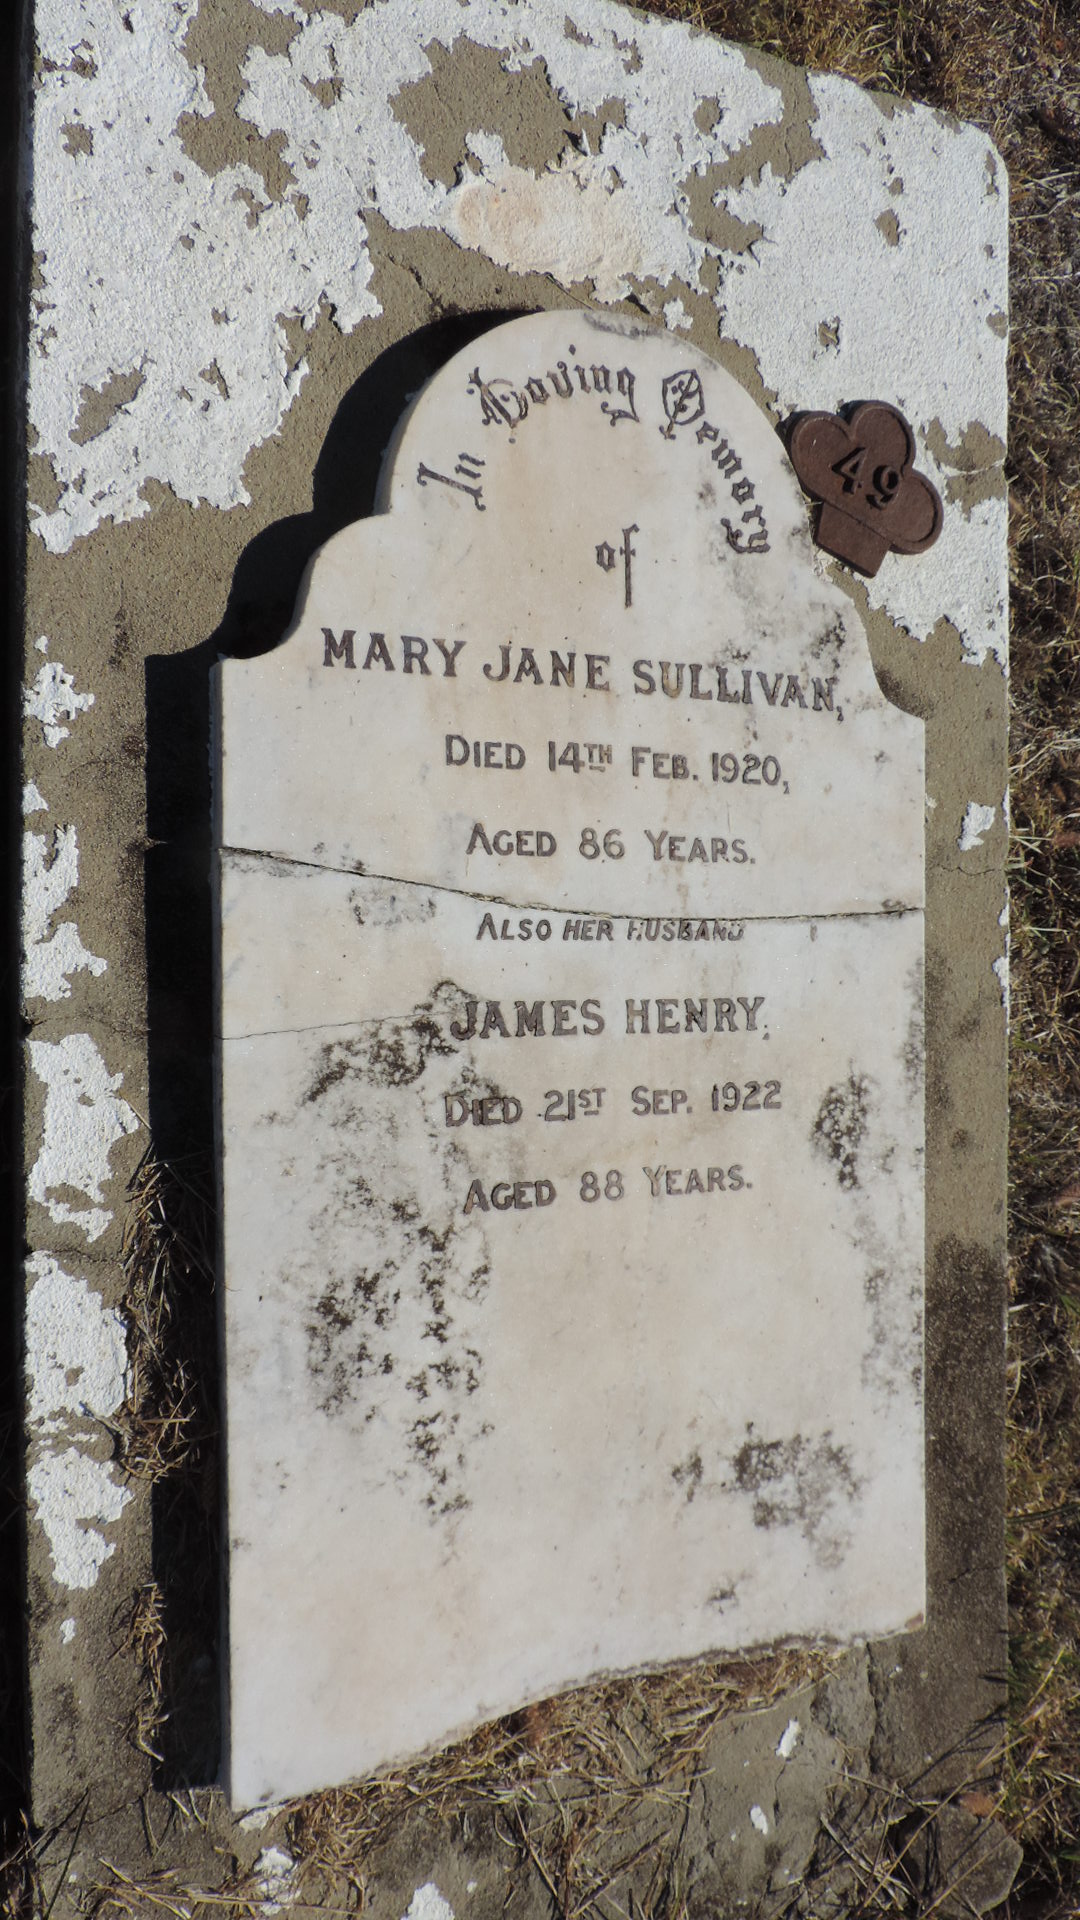 In Loving Memory
49
of
MARY JANE SULLIVAN,
DIED 14TH FEB. 1920,
AGED 86 YEARS.
ALSO HER HUSBAND
JAMES HENRY,
DIED 21ST SEP. 1922
AGED 88 YEARS.